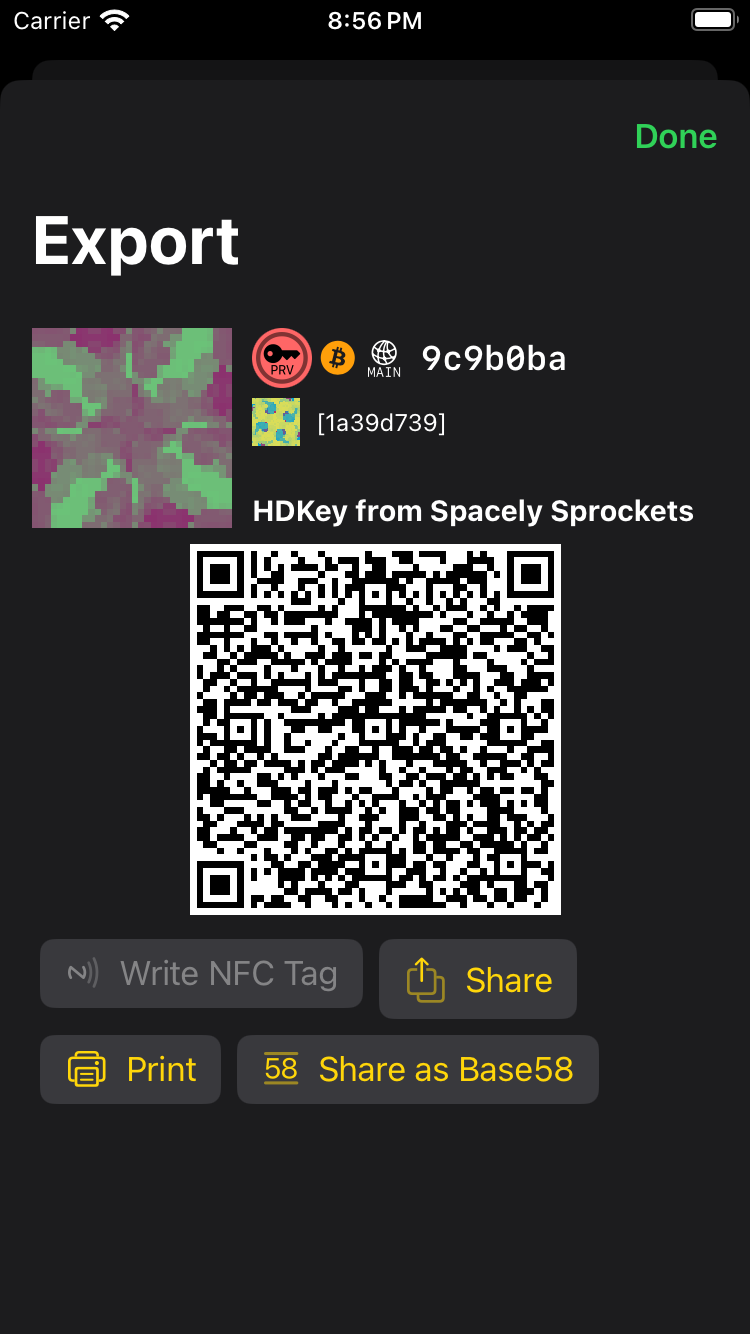 Carrier 8:56 PM
Done
Export
PRV MAIN 9c9b0ba
[1a39d739]
HDKey from Spacely Sprockets
Write NFC Tag Share
Print 58 Share as Base58